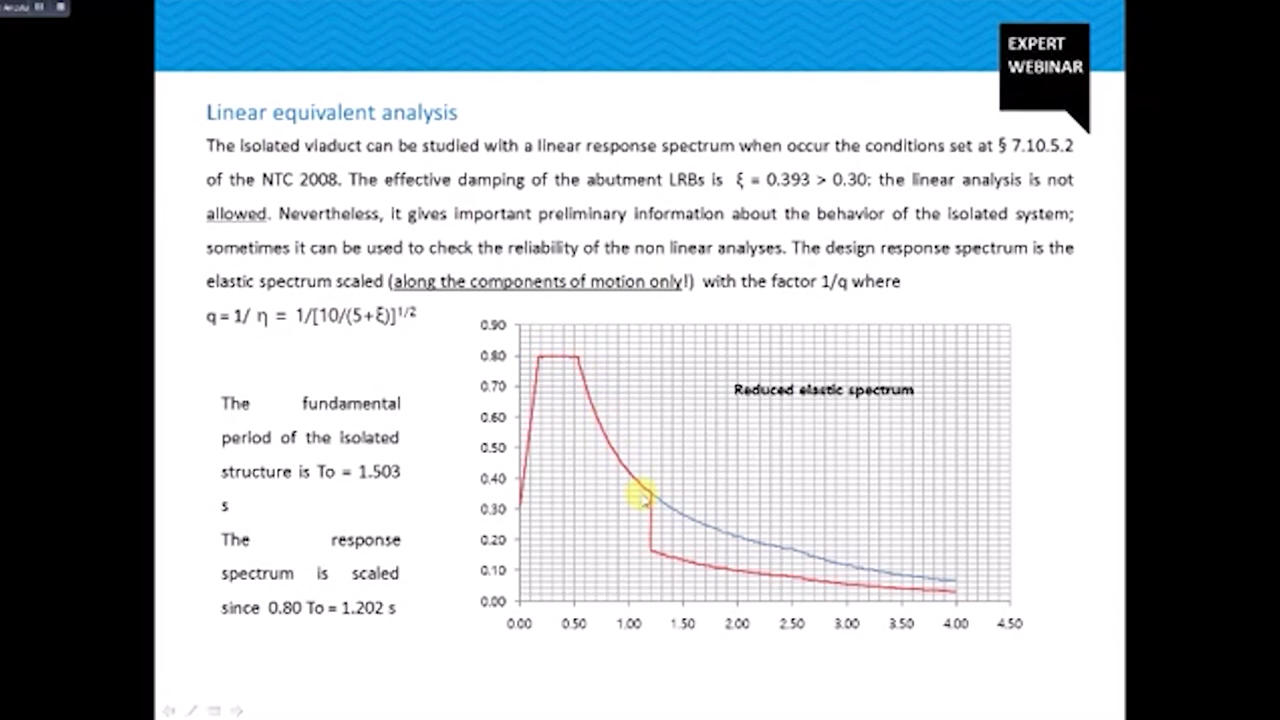 EXPERT
WEBINAR
Linear equivalent analysis
The isolated viaduct can be studied with a linear response spectrum when occur the conditions set at § 7.10.5.2
of the NTC 2008. The effective damping of the abutment LRBs is ξ = 0.393 > 0.30; the linear analysis is not
allowed. Nevertheless, it gives important preliminary information about the behavior of the isolated system;
sometimes it can be used to check the reliability of the non linear analyses. The design response spectrum is the
elastic spectrum scaled (along the components of motion only!) with the factor 1/q where
q = 1/ η = 1/[10/(5+ξ)]¹/²
The fundamental
period of the isolated
structure is To = 1.503
s
The response
spectrum is scaled
since 0.80 To = 1.202 s
Reduced elastic spectrum
0.90
0.80
0.70
0.60
0.50
0.40
0.30
0.20
0.10
0.00
0.00 0.50 1.00 1.50 2.00 2.50 3.00 3.50 4.00 4.50